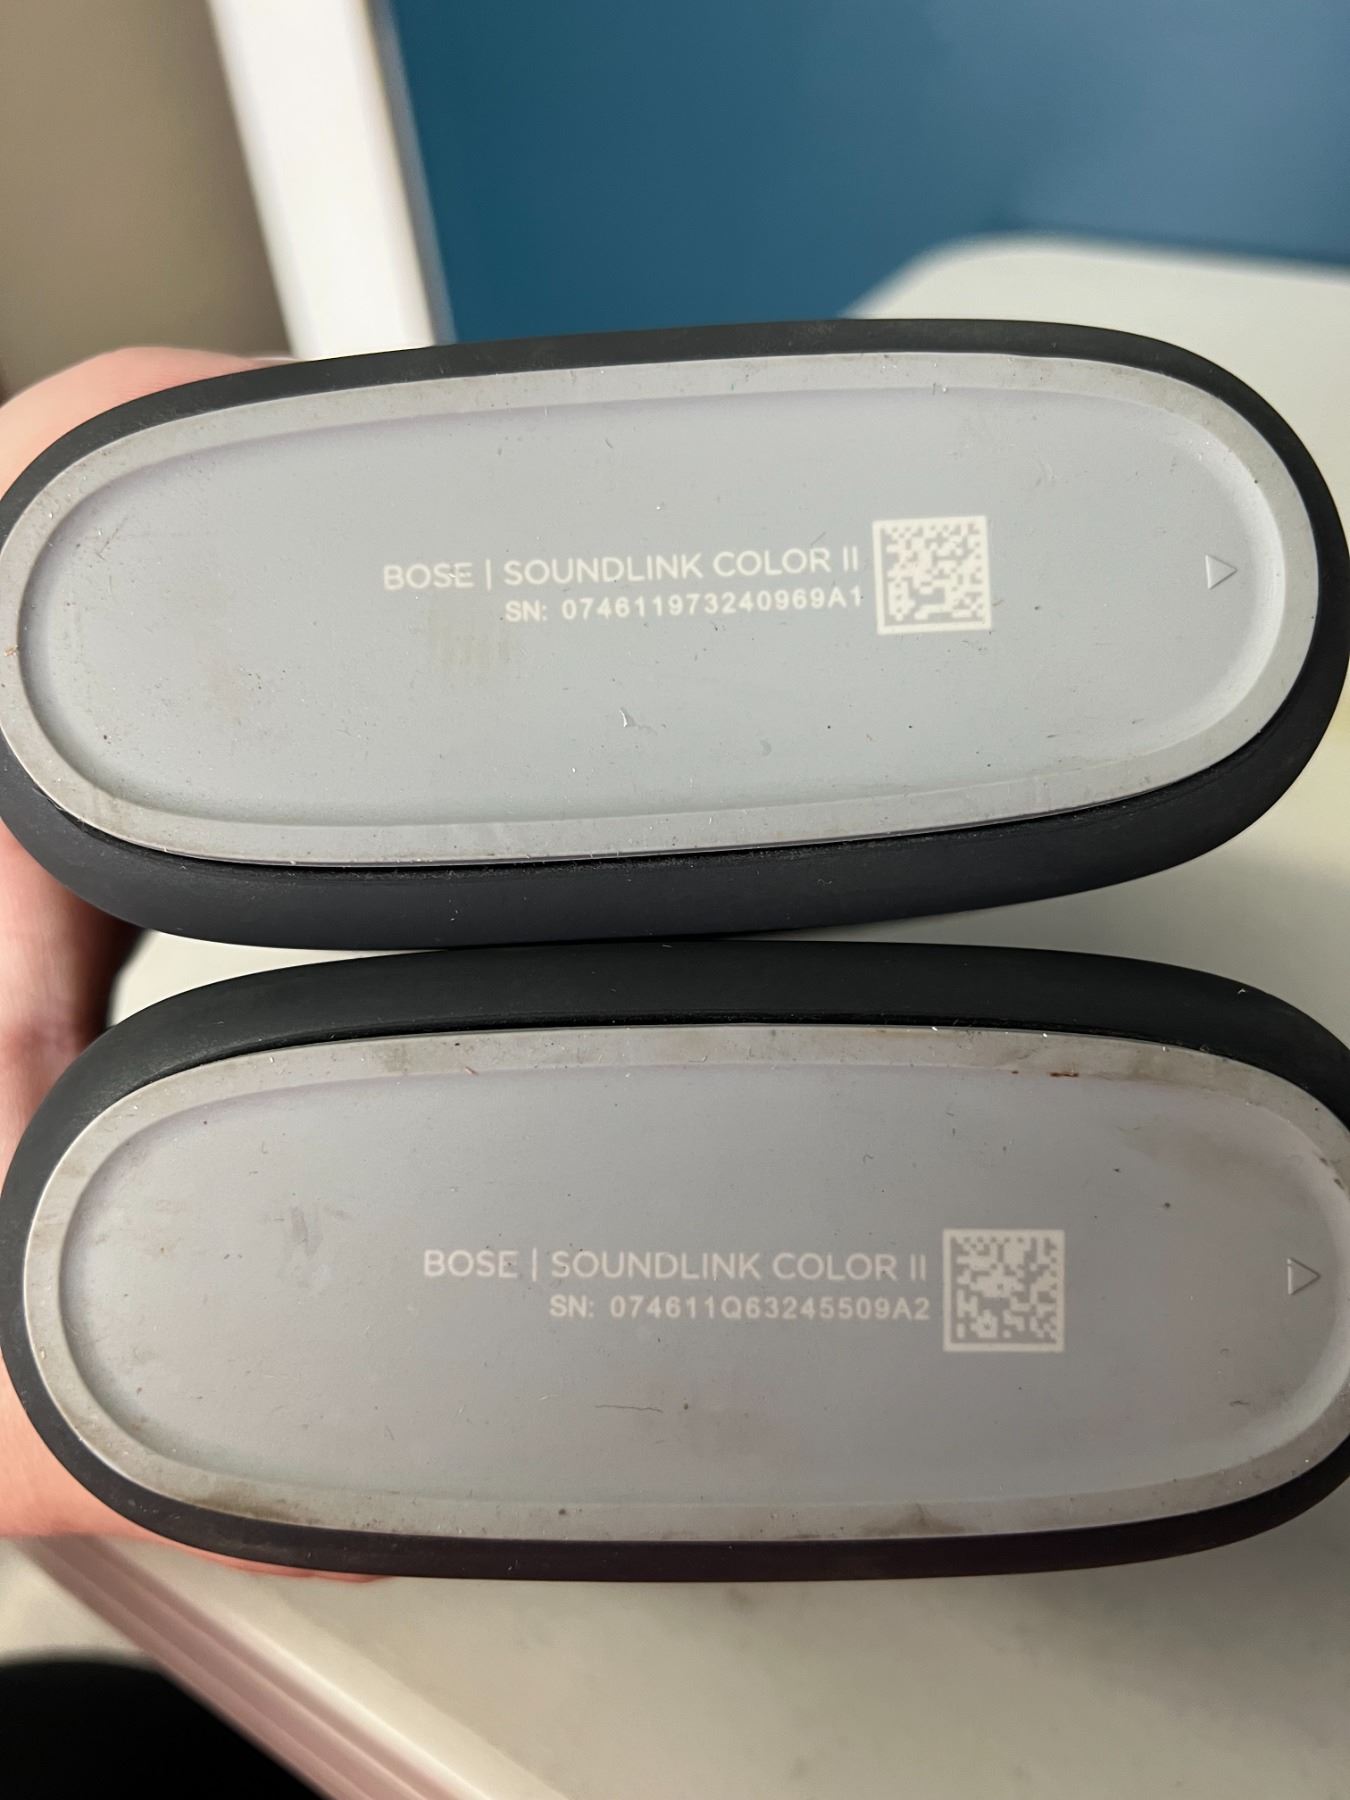 BOSE | SOUNDLINK COLOR II
SN: 074611973240969A1
BOSE | SOUNDLINK COLOR II
SN: 074611Q63245509A2